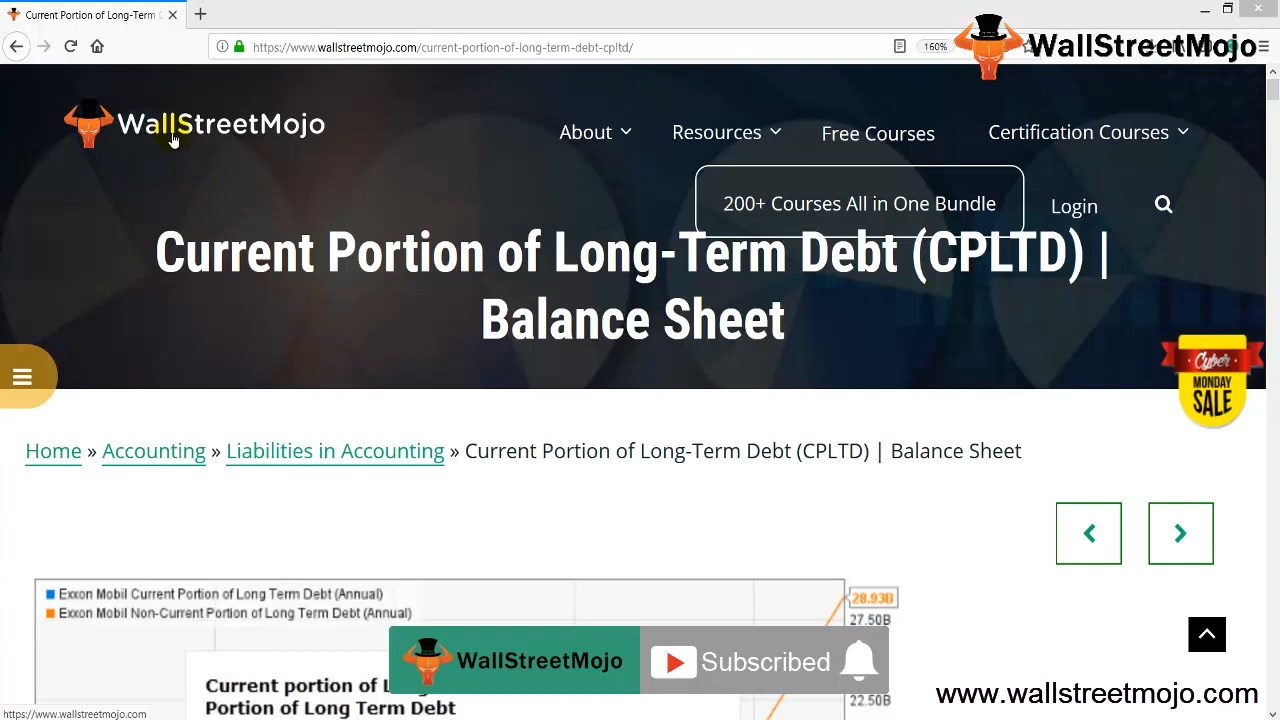 Current Portion of Long-Term D
wallstreetmojo.com/current-portion-of-long-term-debt-cpltd/
160%
WallStreetMojo
WallStreetMojo
About
Resources
Free Courses
Certification Courses
200+ Courses All in One Bundle
Login
Current Portion of Long-Term Debt (CPLTD) |
Balance Sheet
Cyber
MONDAY
SALE
Home » Accounting » Liabilities in Accounting » Current Portion of Long-Term Debt (CPLTD) | Balance Sheet
Exxon Mobil Current Portion of Long Term Debt (Annual)
Exxon Mobil Non-Current Portion of Long Term Debt (Annual)
28.93B
27.50B
22.50B
Current portion of
Portion of Long Term Debt
WallStreetMojo
Subscribed
www.wallstreetmojo.com
https://www.wallstreetmojo.com